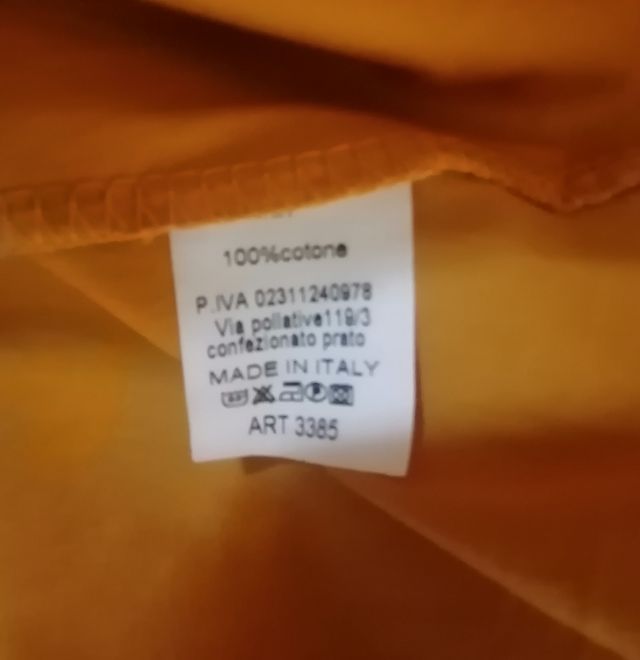 100%cotone
P.IVA 02311240978
Via pollative119/3
confezionato prato
MADE IN ITALY
ART 3385